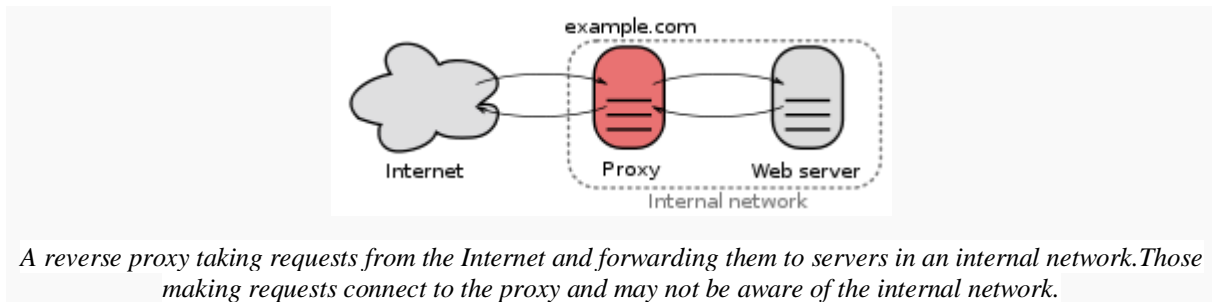 example.com
Internet
Proxy
Web server
Internal network
A reverse proxy taking requests from the Internet and forwarding them to servers in an internal network.Those
making requests connect to the proxy and may not be aware of the internal network.